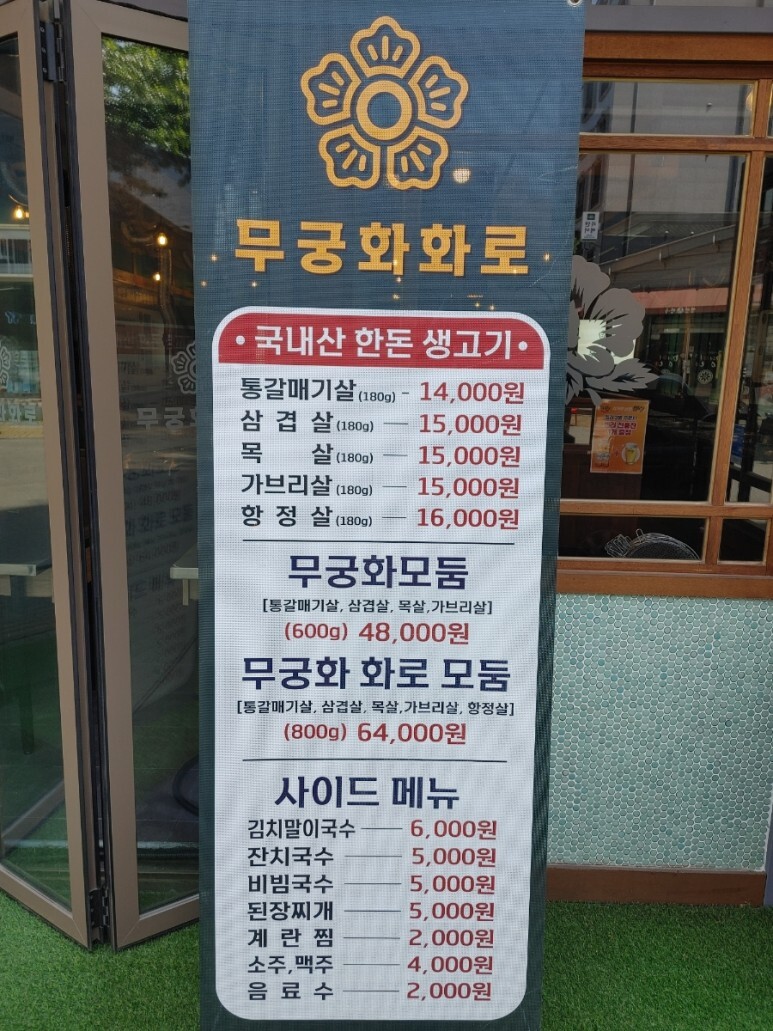 무궁화화로
• 국내산 한돈 생고기 •
통갈매기살(180g) - 14,000원
삼겹살(180g) — 15,000원
목살(180g) — 15,000원
가브리살(180g) — 15,000원
항정살(180g) — 16,000원
무궁화모둠
[통갈매기살, 삼겹살, 목살,가브리살]
(600g) 48,000원
무궁화 화로 모둠
[통갈매기살, 삼겹살, 목살,가브리살, 항정살]
(800g) 64,000원
사이드 메뉴
김치말이국수 — 6,000원
잔치국수 — 5,000원
비빔국수 — 5,000원
된장찌개 — 5,000원
계란찜 — 2,000원
소주,맥주 — 4,000원
음료수 — 2,000원